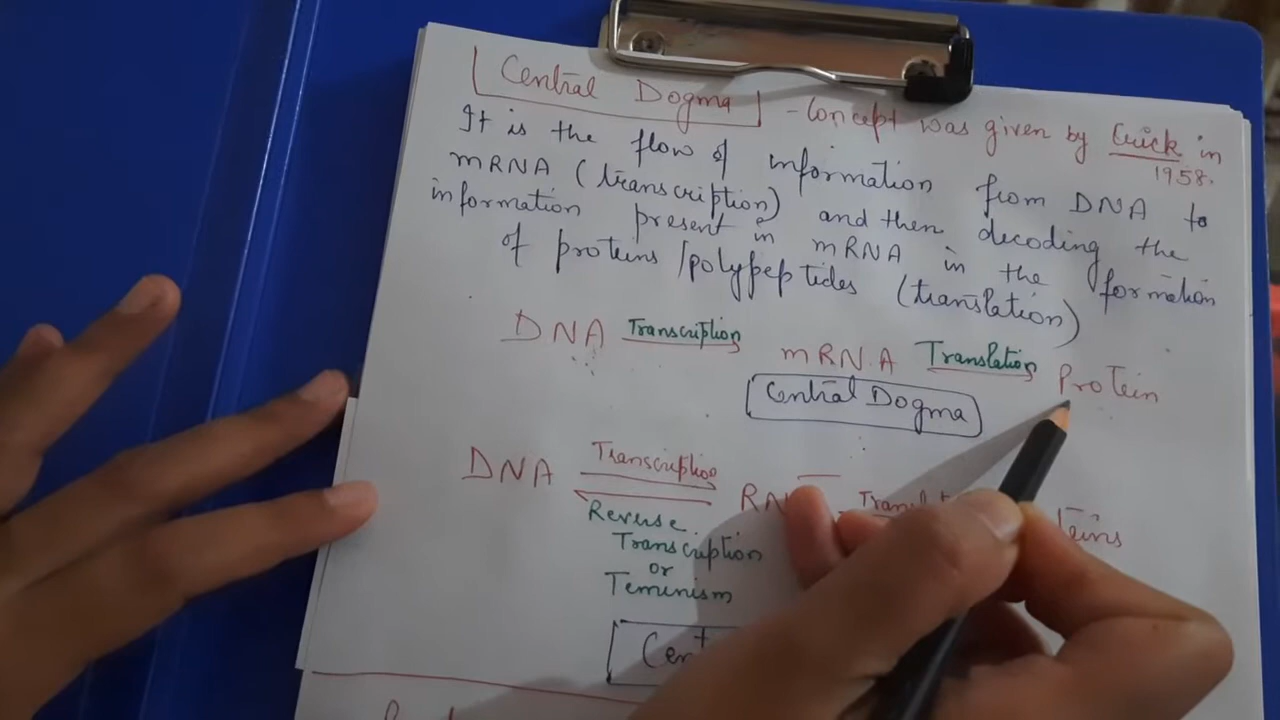 Central Dogma - Concept was given by Crick in
1958.
It is the flow of information from DNA to
mRNA (transcription) and then decoding the
information present in mRNA in the formation
of proteins/polypeptides (translation)
DNA Transcription mRNA Translation Protein
Central Dogma
DNA Transcription
Reverse
Transcription
or
Teminism